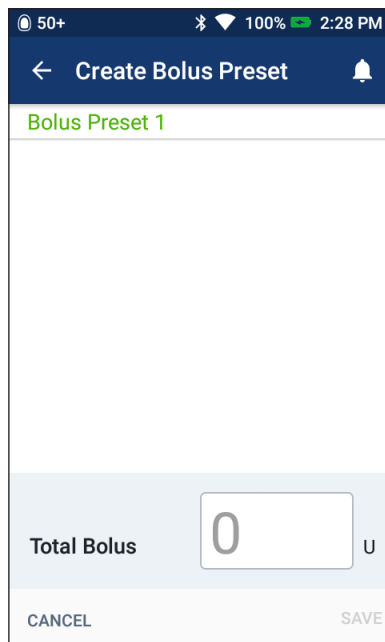 50+ 100% 2:28 PM
Create Bolus Preset
Bolus Preset 1
Total Bolus 0 U
CANCEL SAVE